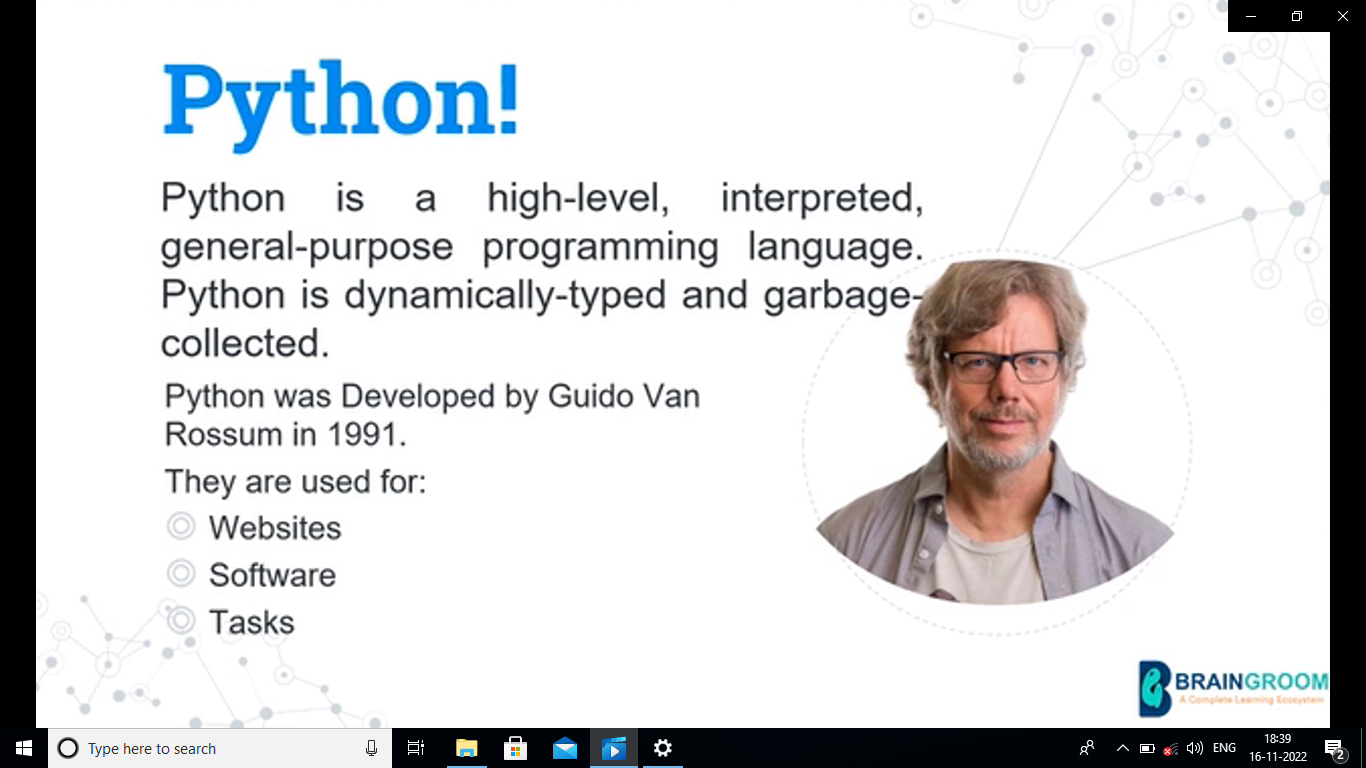 Python!
Python is a high-level, interpreted,
general-purpose programming language.
Python is dynamically-typed and garbage-
collected.
Python was Developed by Guido Van
Rossum in 1991.
They are used for:
Websites
Software
Tasks
BRAINGROOM
A Complete Learning Ecosystem
Type here to search
ENG
18:39
16-11-2022
2